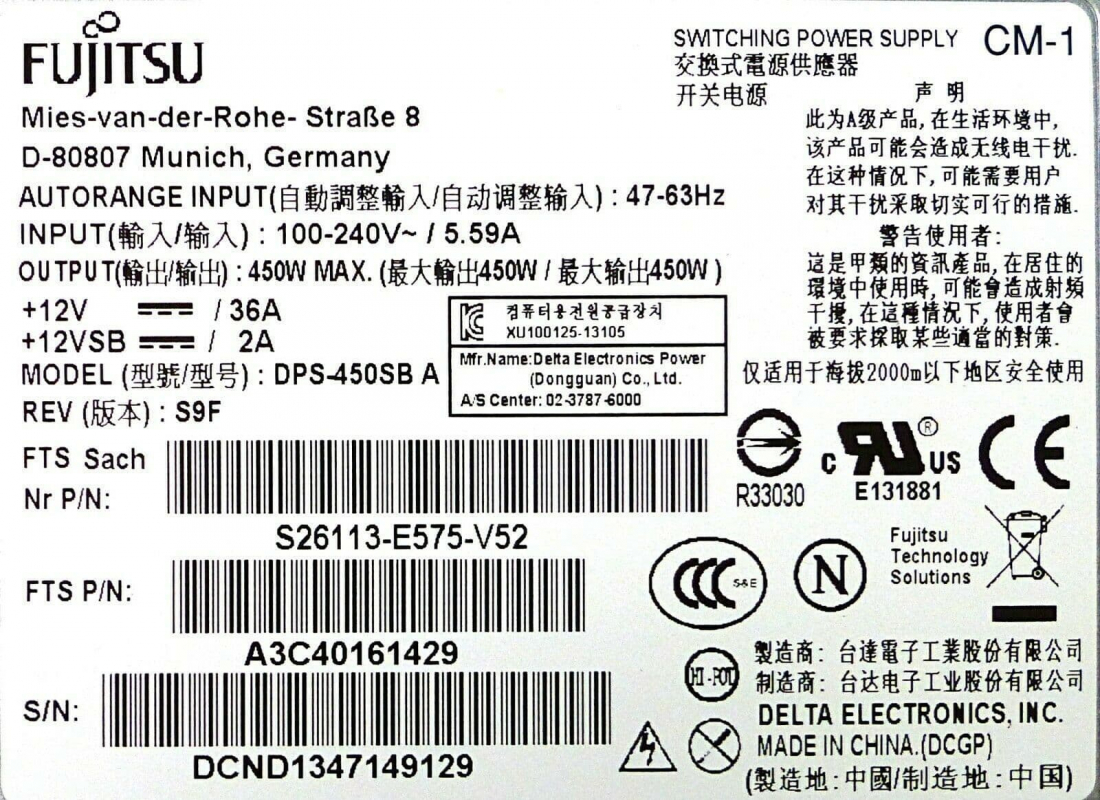 FUJITSU
SWITCHING POWER SUPPLY CM-1
交換式電源供應器
开关电源
Mies-van-der-Rohe- Straße 8
D-80807 Munich, Germany
AUTORANGE INPUT(自動調整輸入/自动调整输入) : 47-63Hz
INPUT(輸入/输入) : 100-240V~ / 5.59A
OUTPUT(輸出/输出) : 450W MAX. (最大輸出450W / 最大输出450W )
+12V ⎓ / 36A
+12VSB ⎓ / 2A
MODEL (型號/型号) : DPS-450SB A
REV (版本) : S9F
声 明
此为A级产品, 在生活环境中,
该产品可能会造成无线电干扰.
在这种情况下, 可能需要用户
对其干扰采取切实可行的措施.
警告使用者:
這是甲類的資訊產品, 在居住的
環境中使用時, 可能會造成射頻
干擾, 在這種情況下, 使用者會
被要求採取某些適當的對策.
仅适用于海拔2000m以下地区安全使用
컴퓨터용전원공급장치
XU100125-13105
Mfr.Name:Delta Electronics Power
(Dongguan) Co., Ltd.
A/S Center: 02-3787-6000
FTS Sach
Nr P/N:
S26113-E575-V52
FTS P/N:
A3C40161429
S/N:
DCND1347149129
R33030
c RU ® US
E131881
CE
CCC S&E
N
Fujitsu
Technology
Solutions
HI-POT
製造商: 台達電子工業股份有限公司
制造商: 台达电子工业股份有限公司
DELTA ELECTRONICS, INC.
MADE IN CHINA.(DCGP)
(製造地: 中國/制造地: 中国)